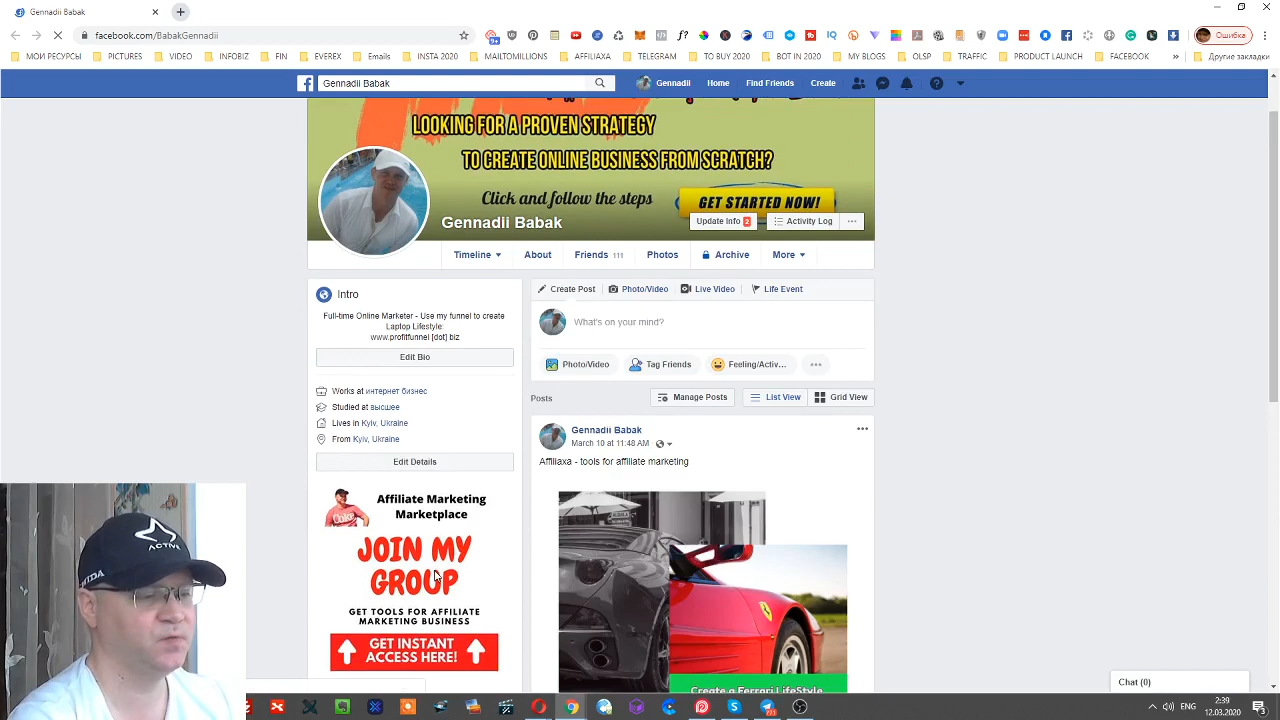 Gennadii Babak
facebook.com/BabakGennadii
Ошибка
МОИ РЕСУРСЫ
PICTURES
VIDEO
INFOBIZ
FIN
EVEREX
Emails
INSTA 2020
MAILTOMILLIONS
AFFILIAXA
TELEGRAM
TO BUY 2020
BOT IN 2020
MY BLOGS
OLSP
TRAFFIC
PRODUCT LAUNCH
FACEBOOK
»
Другие закладки
Gennadii Babak
Gennadii
Home
Find Friends
Create
LOOKING FOR A PROVEN STRATEGY
TO CREATE ONLINE BUSINESS FROM SCRATCH?
Click and follow the steps
GET STARTED NOW!
Gennadii Babak
Update Info 2
Activity Log
Timeline
About
Friends 111
Photos
Archive
More
Intro
Full-time Online Marketer - Use my funnel to create
Laptop Lifestyle:
www.profitfunnel [dot] biz
Edit Bio
Works at интернет бизнес
Studied at высшее
Lives in Kyiv, Ukraine
From Kyiv, Ukraine
Edit Details
Affiliate Marketing
Marketplace
JOIN MY
GROUP
GET TOOLS FOR AFFILIATE
MARKETING BUSINESS
GET INSTANT
ACCESS HERE!
Create Post
Photo/Video
Live Video
Life Event
What's on your mind?
Photo/Video
Tag Friends
Feeling/Activ...
Posts
Manage Posts
List View
Grid View
Gennadii Babak
March 10 at 11:48 AM
Affiliaxa - tools for affiliate marketing
Create a Ferrari LifeStyle
ACTIVE
Chat (0)
ENG
2:39
12.03.2020